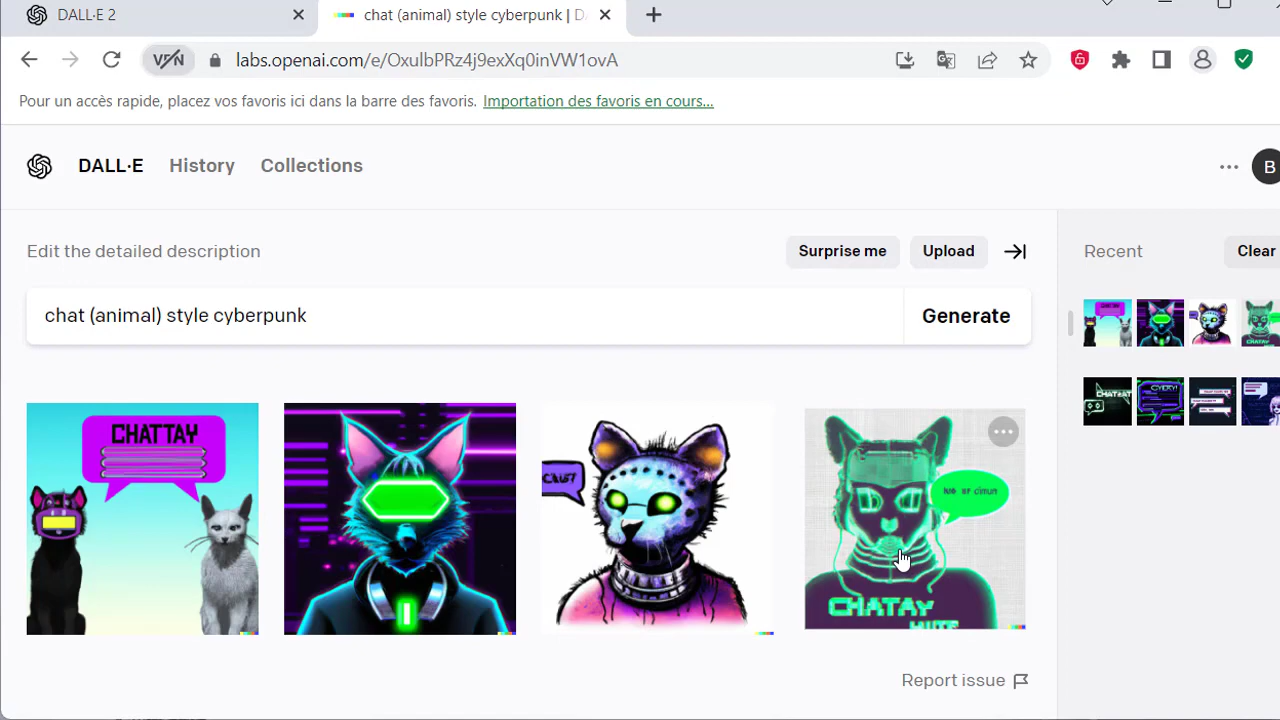 DALL·E 2
chat (animal) style cyberpunk | D
VPN
labs.openai.com/e/OxulbPRz4j9exXq0inVW1ovA
Pour un accès rapide, placez vos favoris ici dans la barre des favoris. Importation des favoris en cours...
DALL·E History Collections
B
Edit the detailed description
Surprise me
Upload
Recent
Clear
chat (animal) style cyberpunk
Generate
CHATTAY
CHATAY
Report issue